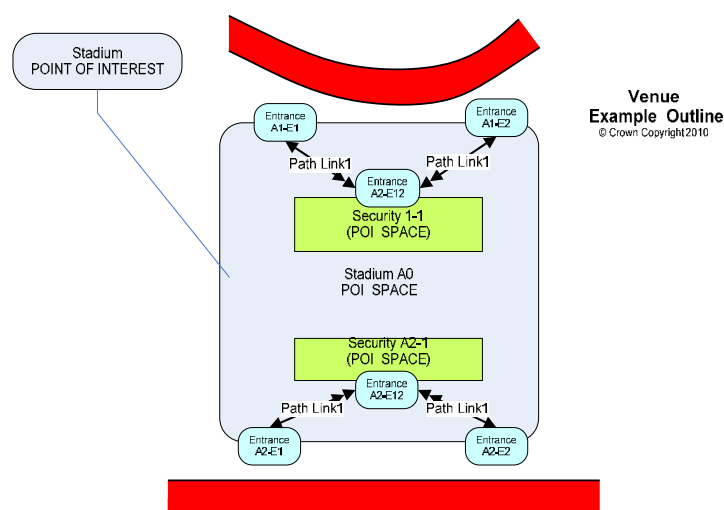 Stadium
POINT OF INTEREST
Venue
Example Outline
© Crown Copyright 2010
Entrance
A1-E1
Entrance
A1-E2
Path Link1
Path Link1
Entrance
A2-E12
Security 1-1
(POI SPACE)
Stadium A0
POI SPACE
Security A2-1
(POI SPACE)
Entrance
A2-E12
Path Link1
Path Link1
Entrance
A2-E1
Entrance
A2-E2